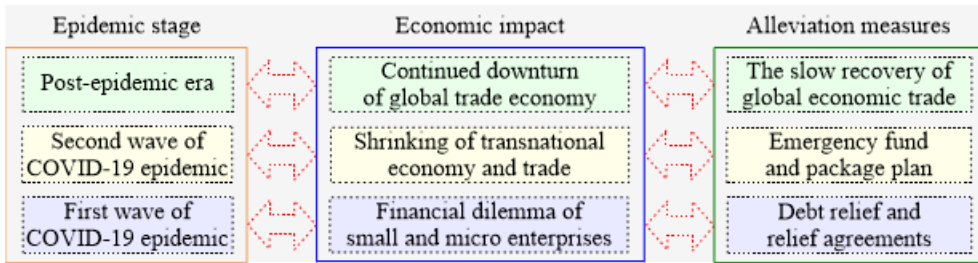 Epidemic stage
Economic impact
Alleviation measures
Post-epidemic era
Continued downturn
of global trade economy
The slow recovery of
global economic trade
Second wave of
COVID-19 epidemic
Shrinking of transnational
economy and trade
Emergency fund
and package plan
First wave of
COVID-19 epidemic
Financial dilemma of
small and micro enterprises
Debt relief and
relief agreements